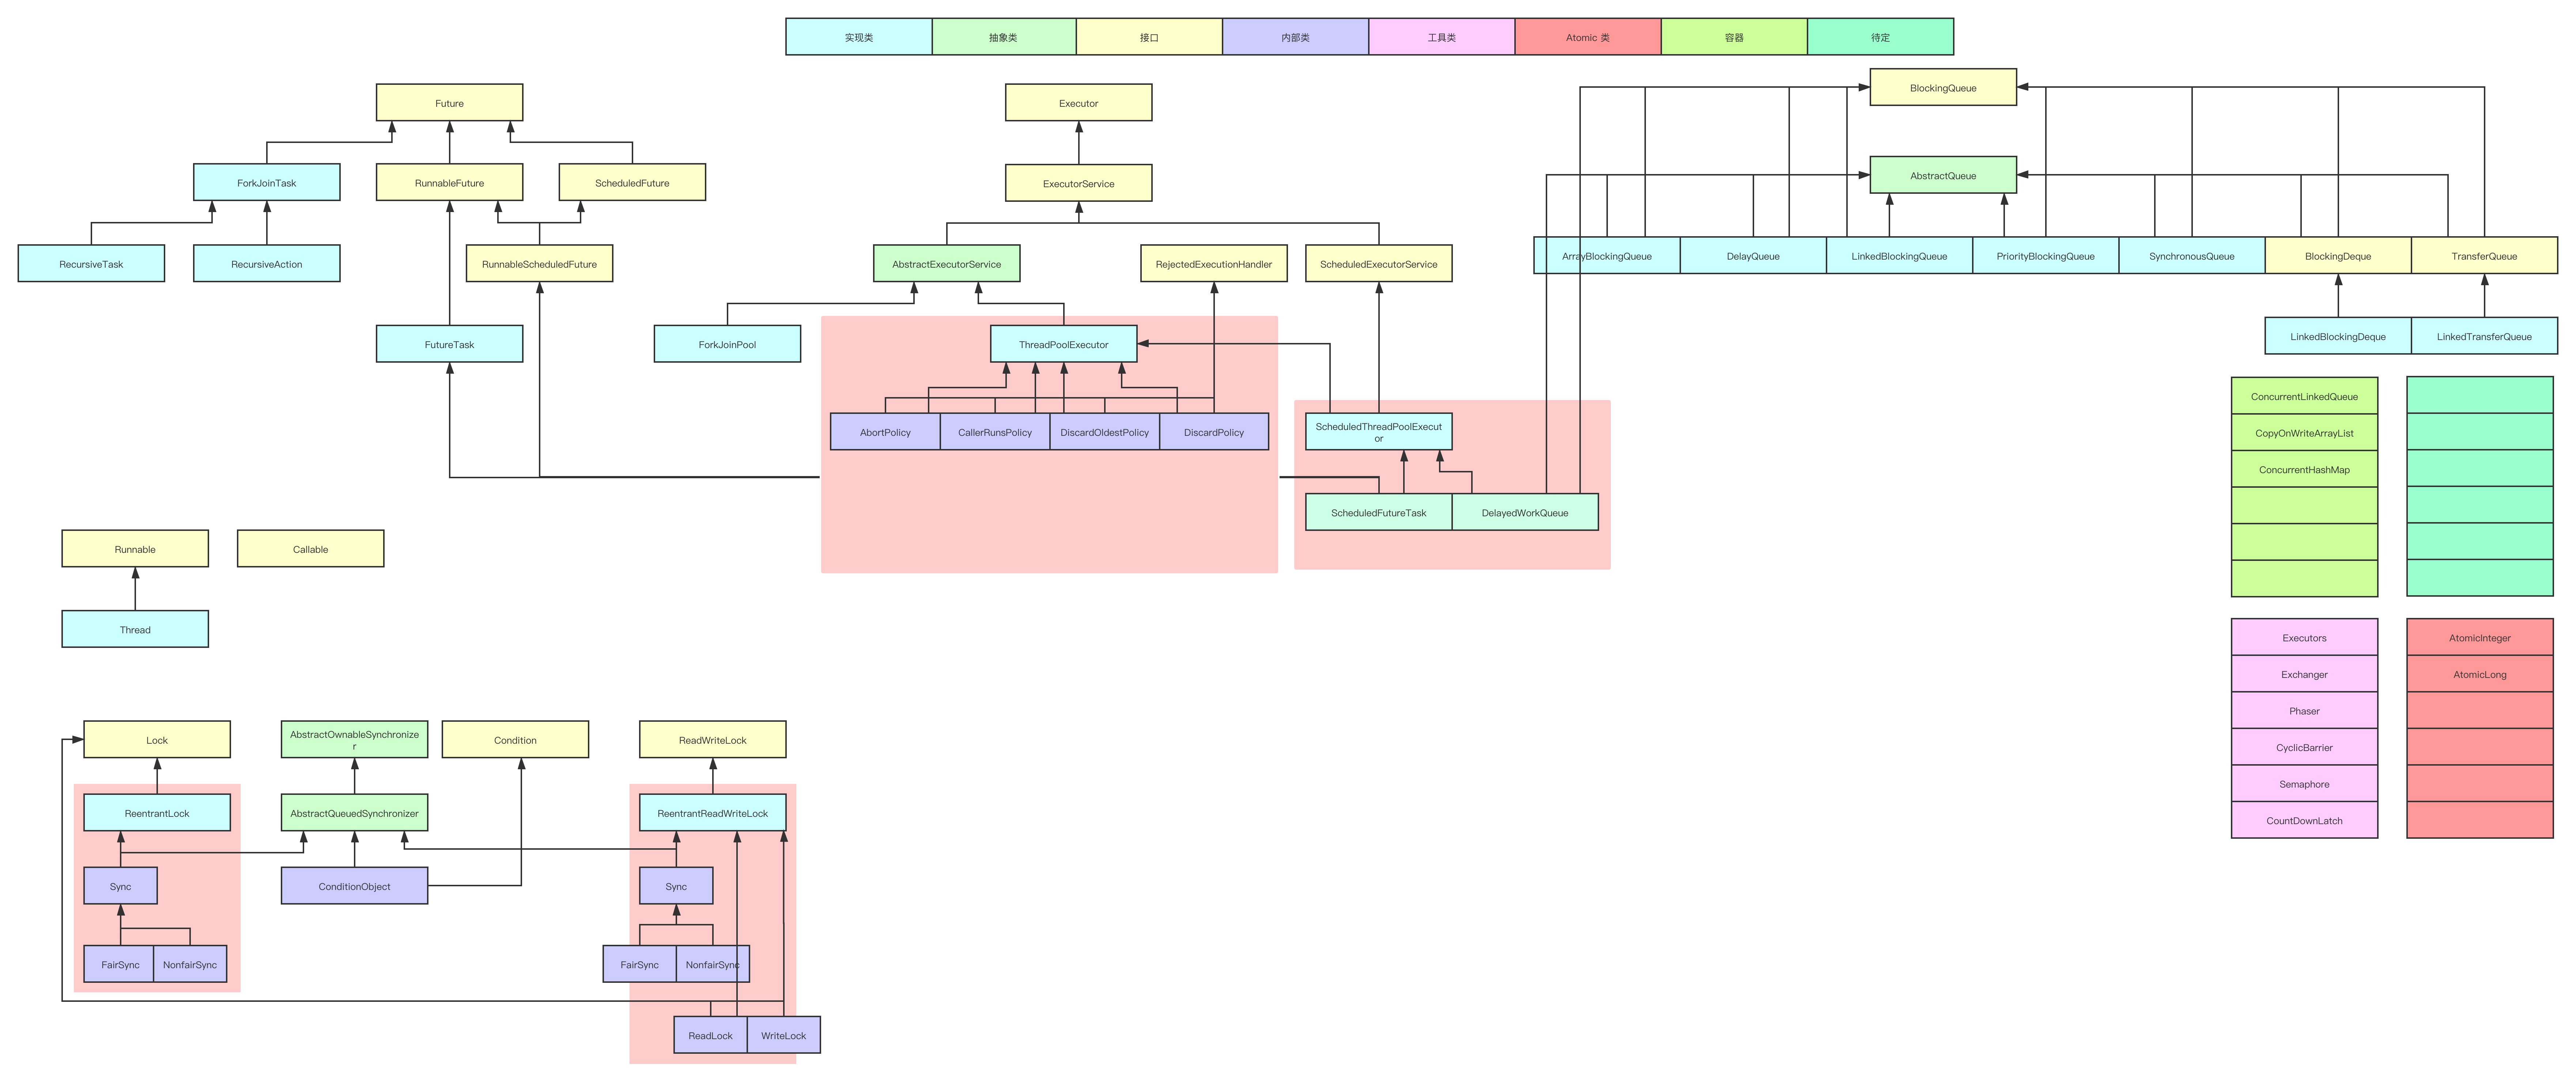 实现类
抽象类
接口
内部类
工具类
Atomic 类
容器
待定
Future
Executor
BlockingQueue
ForkJoinTask
RunnableFuture
ScheduledFuture
ExecutorService
AbstractQueue
RecursiveTask
RecursiveAction
RunnableScheduledFuture
AbstractExecutorService
RejectedExecutionHandler
ScheduledExecutorService
ArrayBlockingQueue
DelayQueue
LinkedBlockingQueue
PriorityBlockingQueue
SynchronousQueue
BlockingDeque
TransferQueue
FutureTask
ForkJoinPool
ThreadPoolExecutor
LinkedBlockingDeque
LinkedTransferQueue
AbortPolicy
CallerRunsPolicy
DiscardOldestPolicy
DiscardPolicy
ScheduledThreadPoolExecut
or
ConcurrentLinkedQueue
CopyOnWriteArrayList
ConcurrentHashMap
ScheduledFutureTask
DelayedWorkQueue
Runnable
Callable
Thread
Executors
Exchanger
Phaser
CyclicBarrier
Semaphore
CountDownLatch
AtomicInteger
AtomicLong
Lock
AbstractOwnableSynchronize
r
Condition
ReadWriteLock
ReentrantLock
AbstractQueuedSynchronizer
ReentrantReadWriteLock
Sync
ConditionObject
Sync
FairSync
NonfairSync
FairSync
NonfairSync
ReadLock
WriteLock